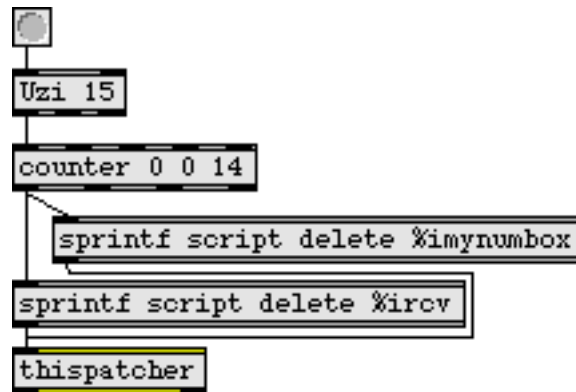 Uzi 15
counter 0 0 14
sprintf script delete %imynumbox
sprintf script delete %ircv
thispatcher